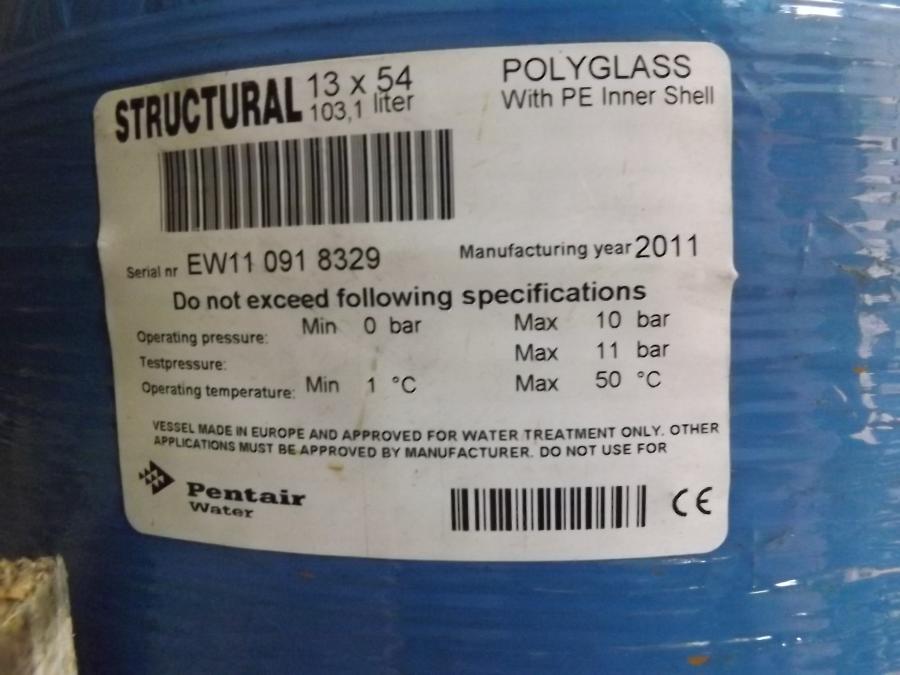 STRUCTURAL 13 x 54
103,1 liter
POLYGLASS
With PE Inner Shell
Serial nr EW11 091 8329
Manufacturing year 2011
Do not exceed following specifications
Operating pressure: Min 0 bar Max 10 bar
Testpressure: Max 11 bar
Operating temperature: Min 1 °C Max 50 °C
VESSEL MADE IN EUROPE AND APPROVED FOR WATER TREATMENT ONLY. OTHER
APPLICATIONS MUST BE APPROVED BY MANUFACTURER. DO NOT USE FOR
Pentair
Water
CE